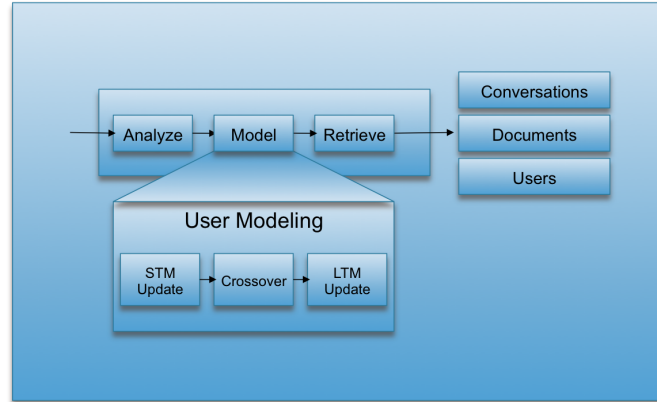 Conversations
Analyze
Model
Retrieve
Documents
Users
User Modeling
STM
Update
Crossover
LTM
Update